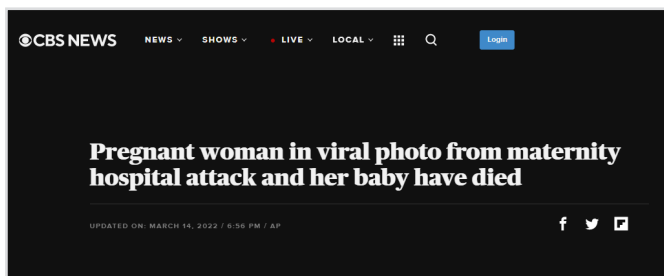 CBS NEWS NEWS SHOWS LIVE LOCAL Login
Pregnant woman in viral photo from maternity
hospital attack and her baby have died
UPDATED ON: MARCH 14, 2022 / 6:56 PM / AP